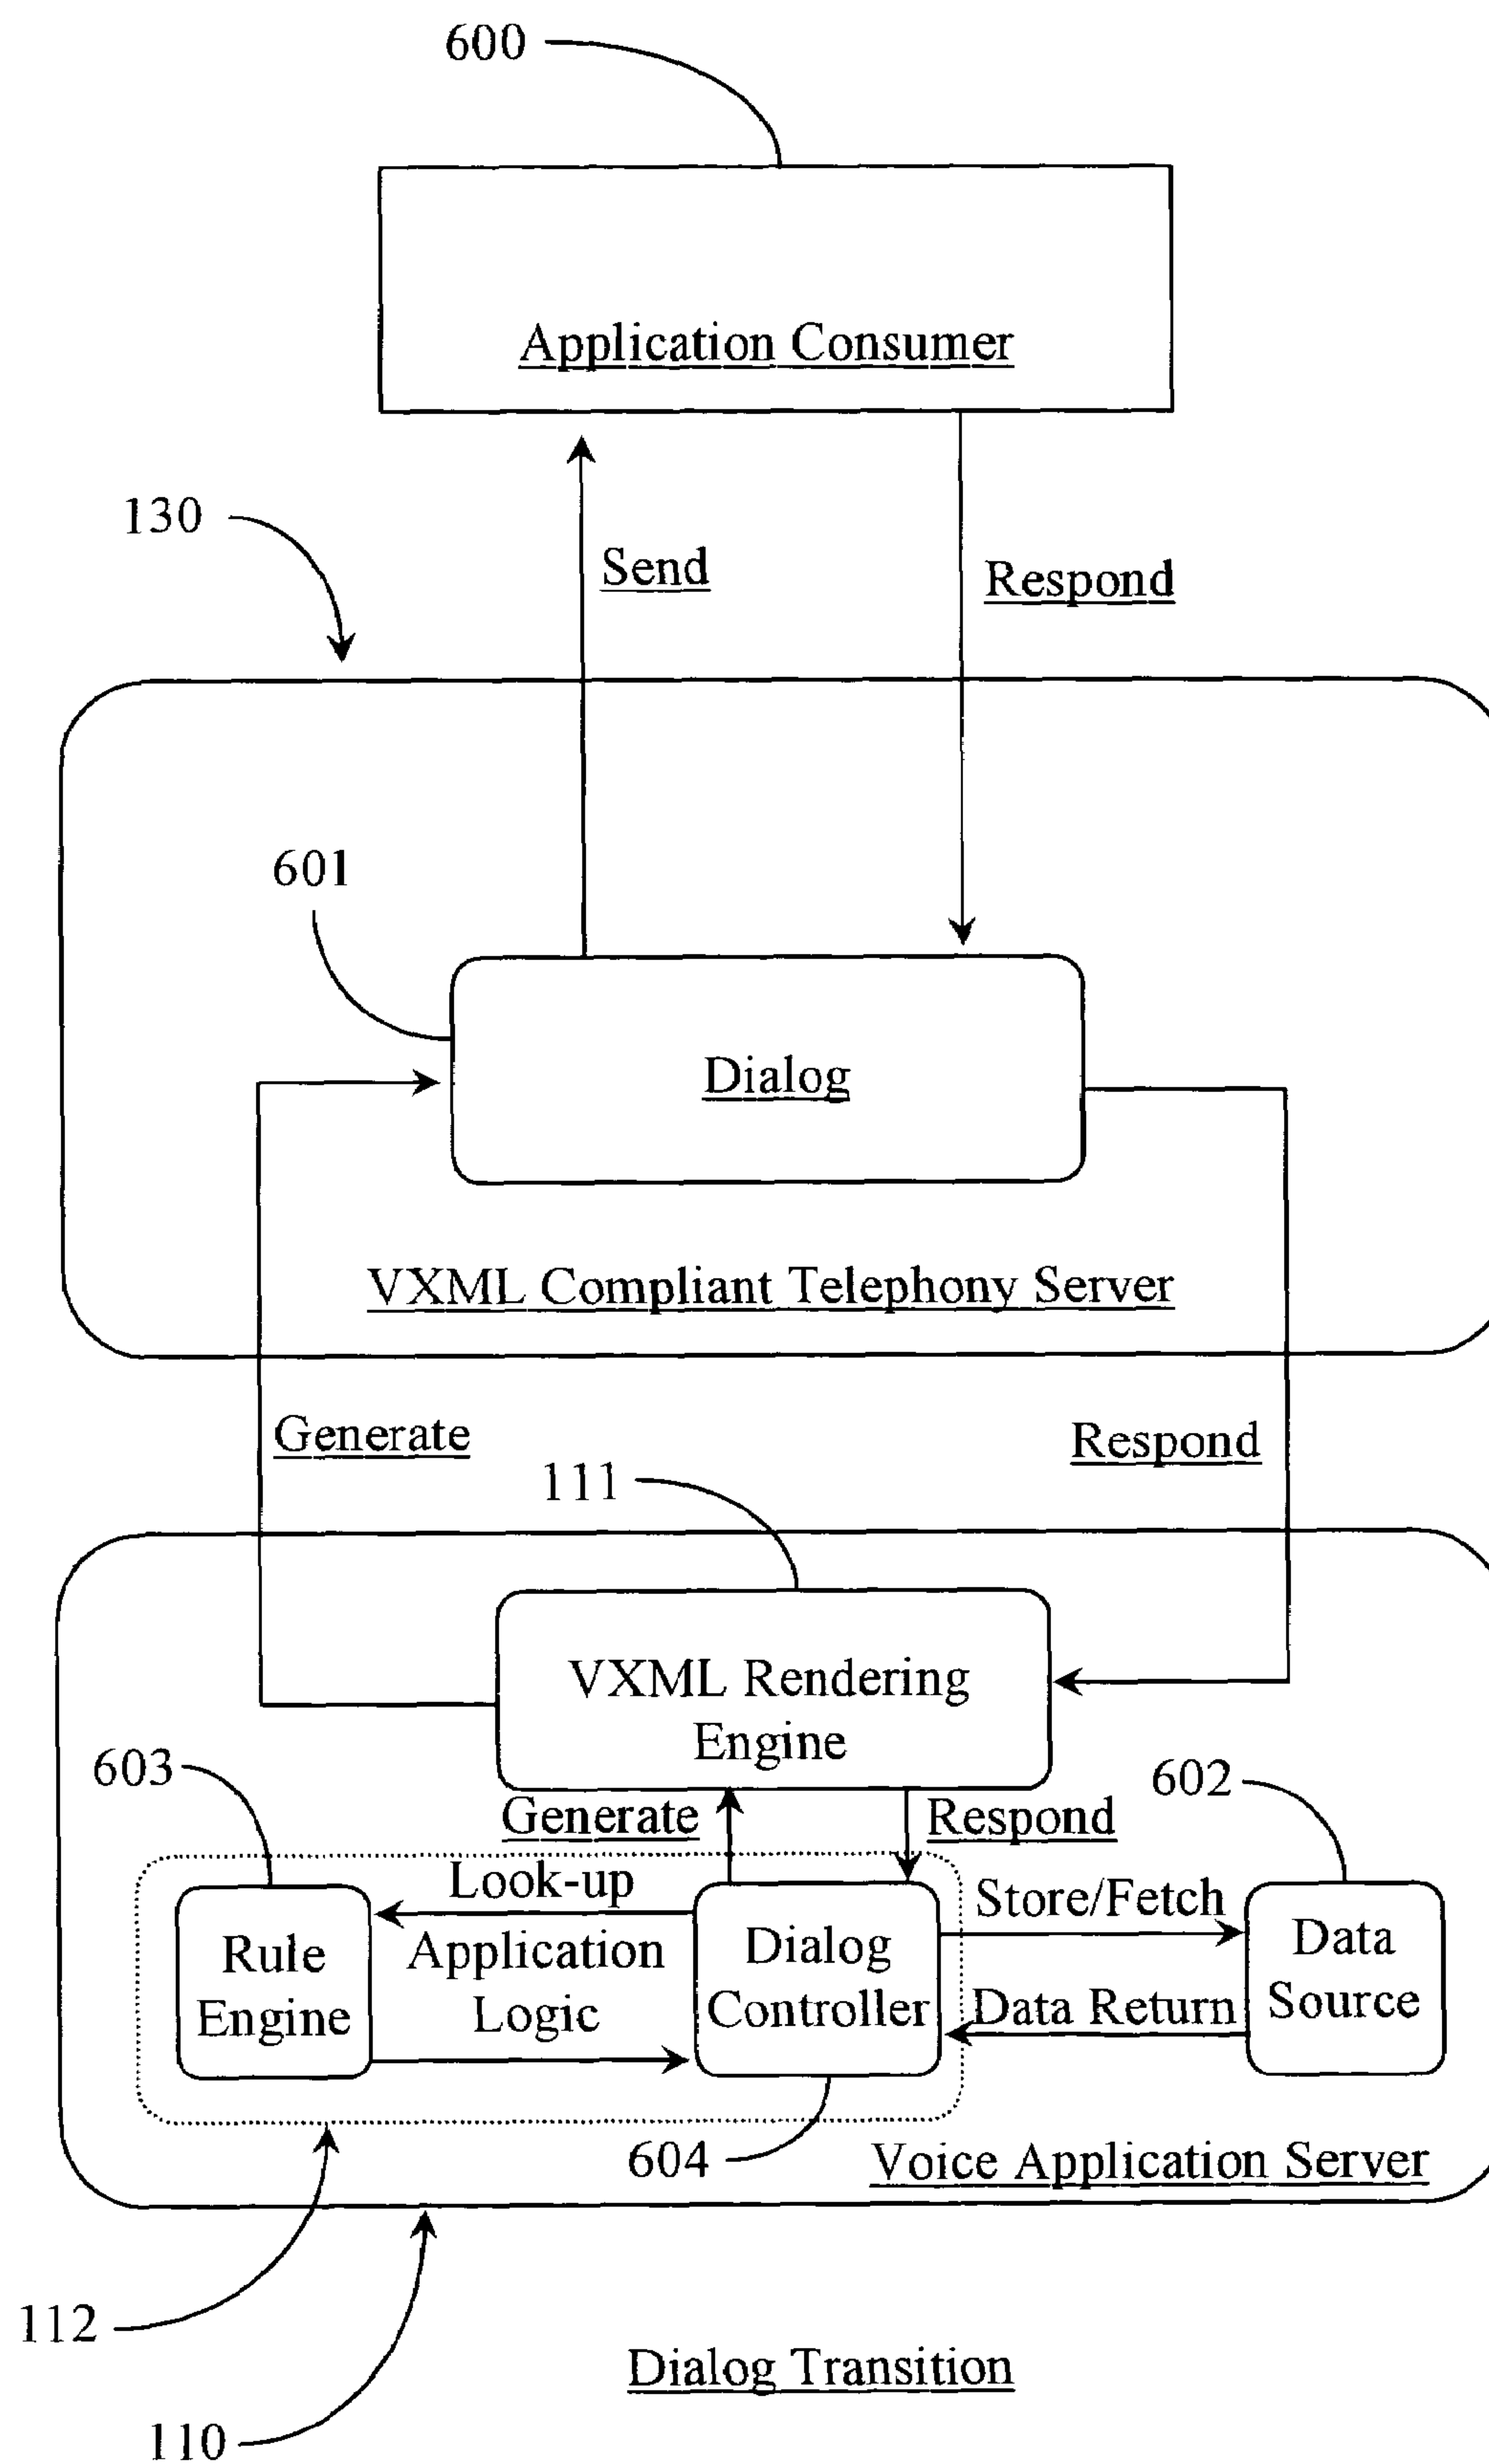 600
Application Consumer
130
Send
Respond
601
Dialog
VXML Compliant Telephony Server
Generate
Respond
111
VXML Rendering
Engine
603
602
Generate
Respond
Look-up
Store/Fetch
Rule
Engine
Application
Logic
Dialog
Controller
Data
Source
Data Return
604
Voice Application Server
112
Dialog Transition
110